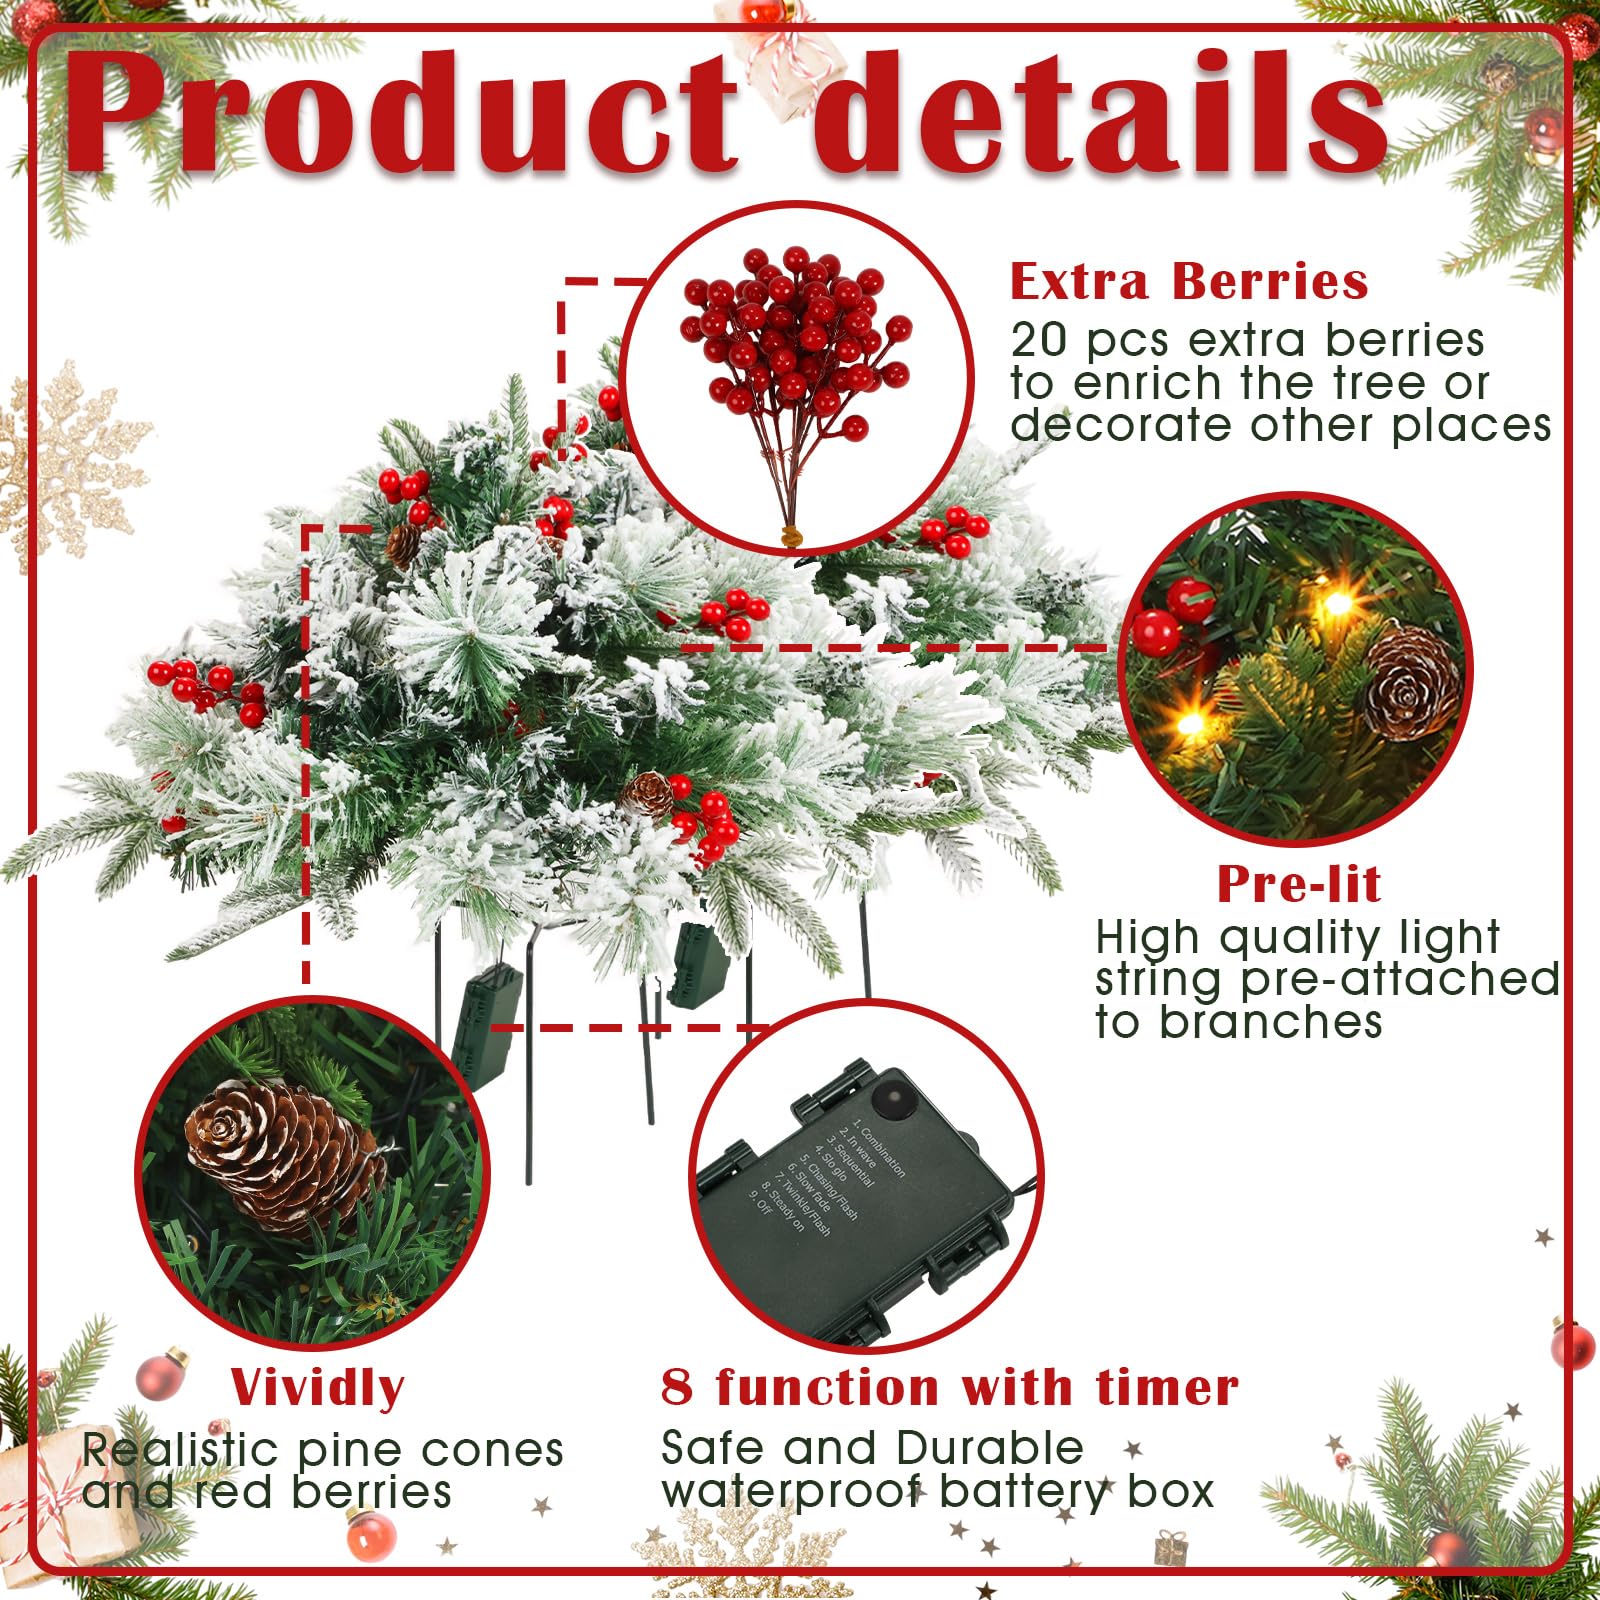 Product details
Extra Berries
20 pcs extra berries
to enrich the tree or
decorate other places
Pre-lit
High quality light
string pre-attached
to branches
1. Combination
2. In wave
3. Sequential
4. Slo glo
5. Chasing/Flash
6. Slow fade
7. Twinkle/Flash
8. Steady on
9. Off
Vividly
Realistic pine cones
and red berries
8 function with timer
Safe and Durable
waterproof battery box